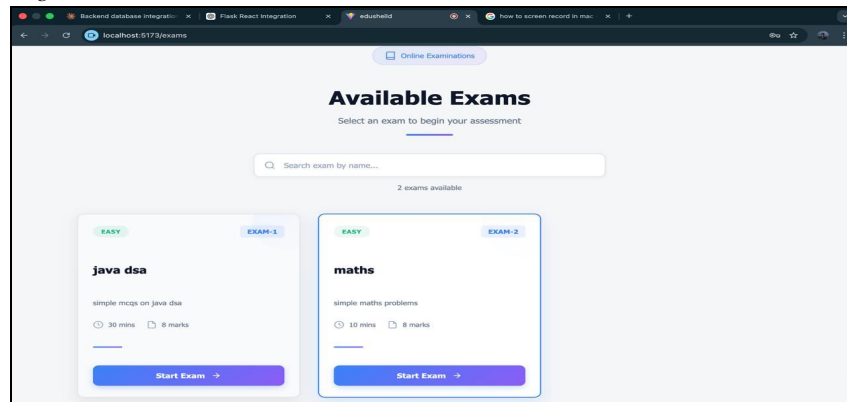 Backend database integration
Flask React Integration
edusheild
how to screen record in mac
localhost:5173/exams
Online Examinations
Available Exams
Select an exam to begin your assessment
Search exam by name...
2 exams available
EASY EXAM-1
java dsa
simple mcqs on java dsa
30 mins 8 marks
Start Exam →
EASY EXAM-2
maths
simple maths problems
10 mins 8 marks
Start Exam →